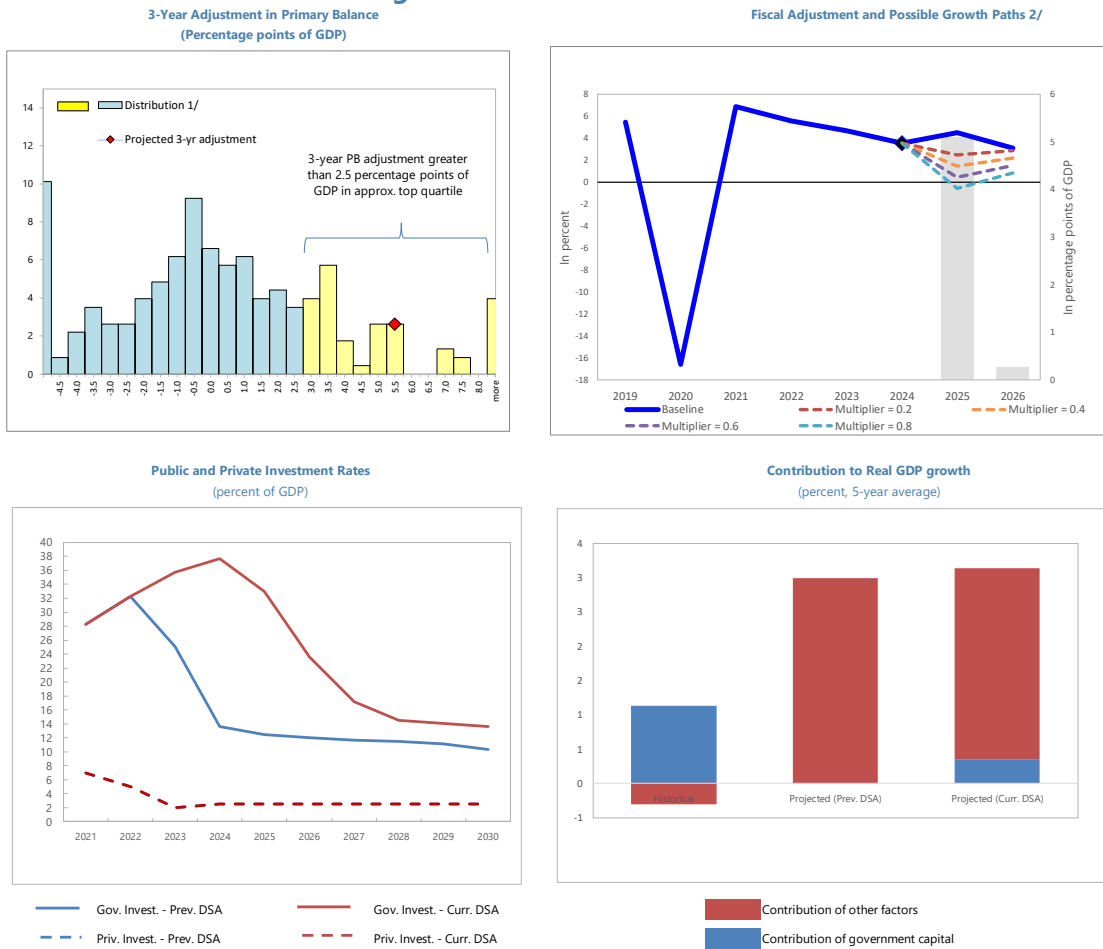 3-Year Adjustment in Primary Balance
(Percentage points of GDP)
14
12
10
8
6
4
2
0
Distribution 1/
Projected 3-yr adjustment
3-year PB adjustment greater
than 2.5 percentage points of
GDP in approx. top quartile
-4.5 -4.0 -3.5 -3.0 -2.5 -2.0 -1.5 -1.0 -0.5 0.0 0.5 1.0 1.5 2.0 2.5 3.0 3.5 4.0 4.5 5.0 5.5 6.0 6.5 7.0 7.5 8.0 more
Fiscal Adjustment and Possible Growth Paths 2/
In percent
8
6
4
2
0
-2
-4
-6
-8
-10
-12
-14
-16
-18
6
5
4
3
2
1
0
In percentage points of GDP
2019 2020 2021 2022 2023 2024 2025 2026
Baseline Multiplier = 0.2 Multiplier = 0.4
Multiplier = 0.6 Multiplier = 0.8
Public and Private Investment Rates
(percent of GDP)
40
38
36
34
32
30
28
26
24
22
20
18
16
14
12
10
8
6
4
2
0
2021 2022 2023 2024 2025 2026 2027 2028 2029 2030
Gov. Invest. - Prev. DSA Gov. Invest. - Curr. DSA
Priv. Invest. - Prev. DSA Priv. Invest. - Curr. DSA
Contribution to Real GDP growth
(percent, 5-year average)
4
3
3
2
2
1
1
0
-1
Historical Projected (Prev. DSA) Projected (Curr. DSA)
Contribution of other factors
Contribution of government capital